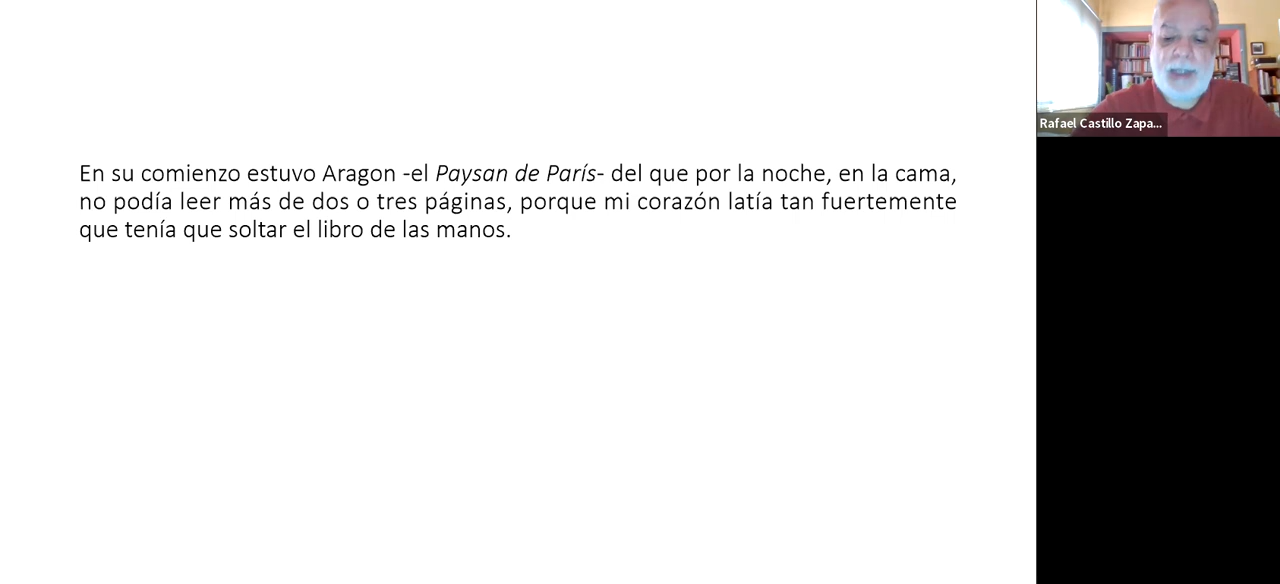 En su comienzo estuvo Aragon -el Paysan de París- del que por la noche, en la cama,
no podía leer más de dos o tres páginas, porque mi corazón latía tan fuertemente
que tenía que soltar el libro de las manos.
Rafael Castillo Zapa...